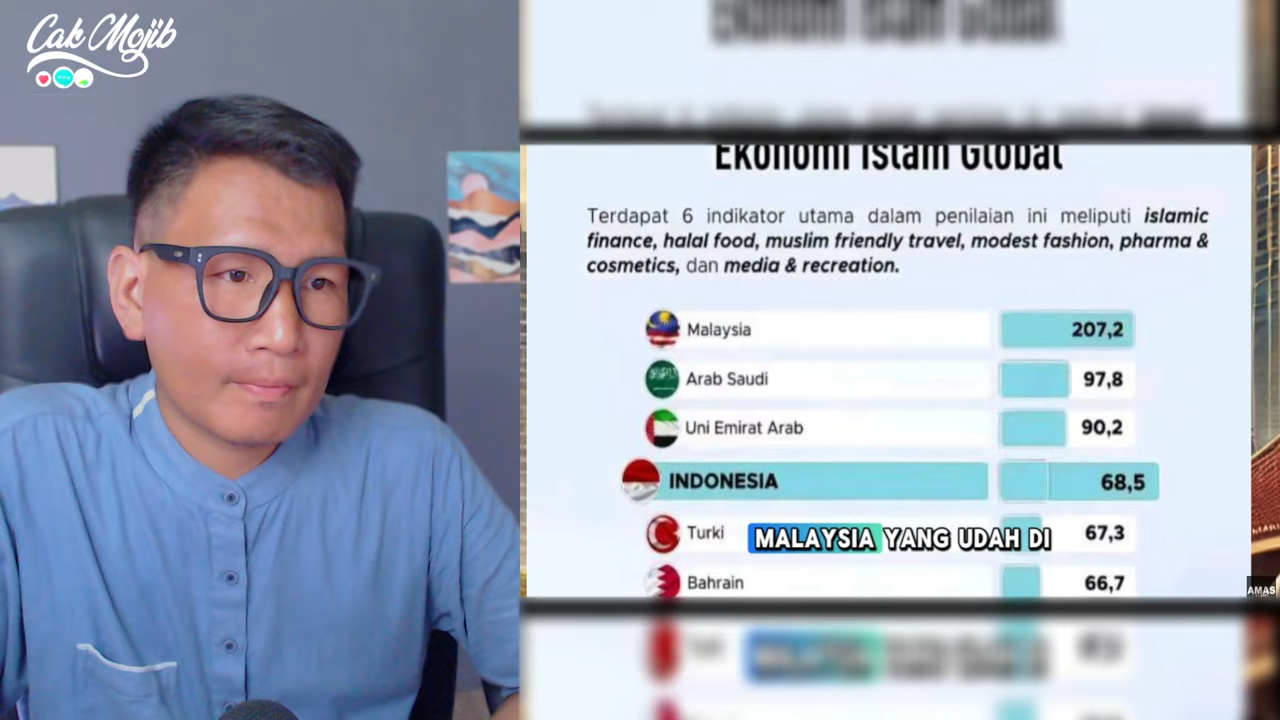 Cak Mojib
Ekonomi Islam Global
Terdapat 6 indikator utama dalam penilaian ini meliputi islamic
finance, halal food, muslim friendly travel, modest fashion, pharma &
cosmetics, dan media & recreation.
Malaysia 207,2
Arab Saudi 97,8
Uni Emirat Arab 90,2
INDONESIA 68,5
Turki 67,3
MALAYSIA YANG UDAH DI
Bahrain 66,7
AMAS